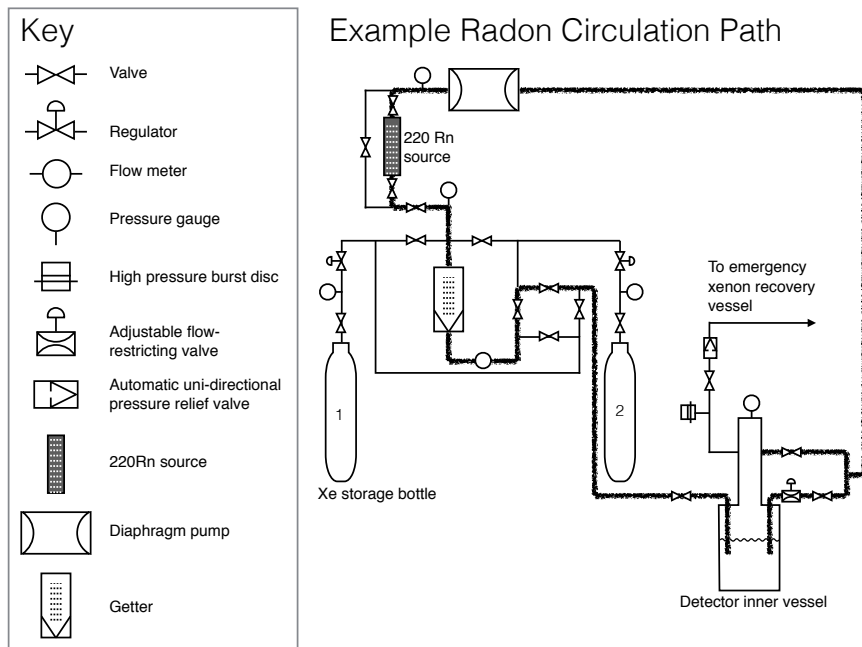 Key
Valve
Regulator
Flow meter
Pressure gauge
High pressure burst disc
Adjustable flow-
restricting valve
Automatic uni-directional
pressure relief valve
220Rn source
Diaphragm pump
Getter
Example Radon Circulation Path
220 Rn
source
To emergency
xenon recovery
vessel
1
2
Xe storage bottle
Detector inner vessel